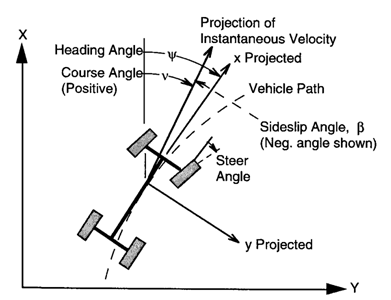 X
Projection of
Instantaneous Velocity
Heading Angle
ψ
x Projected
Course Angle
(Positive)
ν
Vehicle Path
Sideslip Angle, β
(Neg. angle shown)
Steer
Angle
y Projected
Y